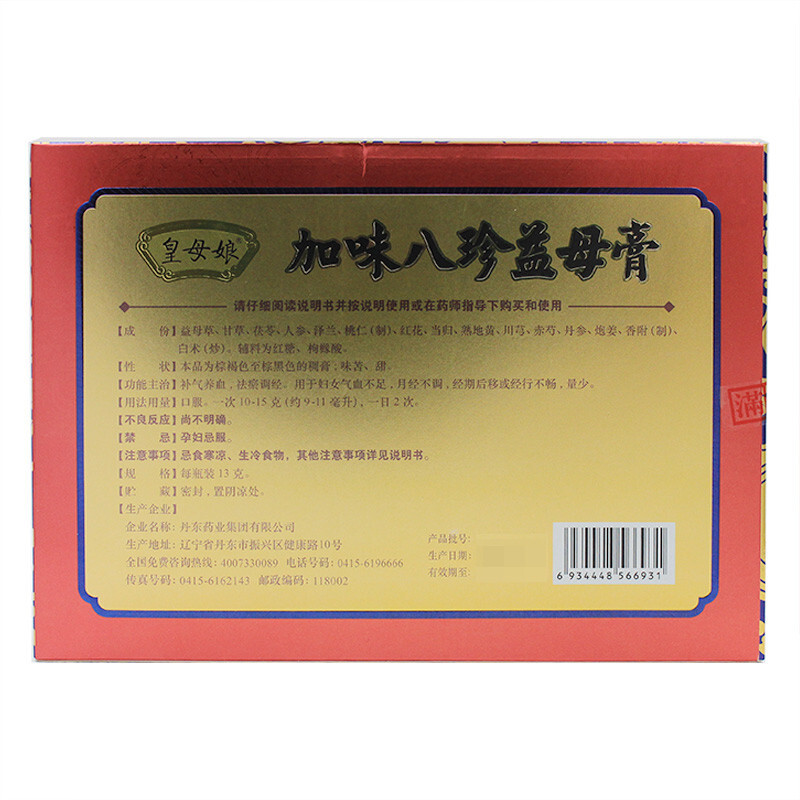 皇母娘®
加味八珍益母膏
请仔细阅读说明书并按说明使用或在药师指导下购买和使用
【成 份】益母草、甘草、茯苓、人参、泽兰、桃仁(制)、红花、当归、熟地黄、川芎、赤芍、丹参、炮姜、香附(制)、
白术(炒)。辅料为红糖、枸橼酸。
【性 状】本品为棕褐色至棕黑色的稠膏；味苦、甜。
【功能主治】补气养血，祛瘀调经。用于妇女气血不足，月经不调，经期后移或经行不畅，量少。
【用法用量】口服。一次10-15克(约9-11毫升)、一日2次。
【不良反应】尚不明确。
【禁 忌】孕妇忌服。
【注意事项】忌食寒凉、生冷食物，其他注意事项详见说明书。
【规 格】每瓶装13克。
【贮 藏】密封，置阴凉处。
【生产企业】
企业名称：丹东药业集团有限公司
生产地址：辽宁省丹东市振兴区健康路10号
全国免费咨询热线：4007330089 电话号码：0415-6196666
传真号码：0415-6162143 邮政编码：118002
产品批号：
生产日期：
有效期至：
6 934448 566931
滿